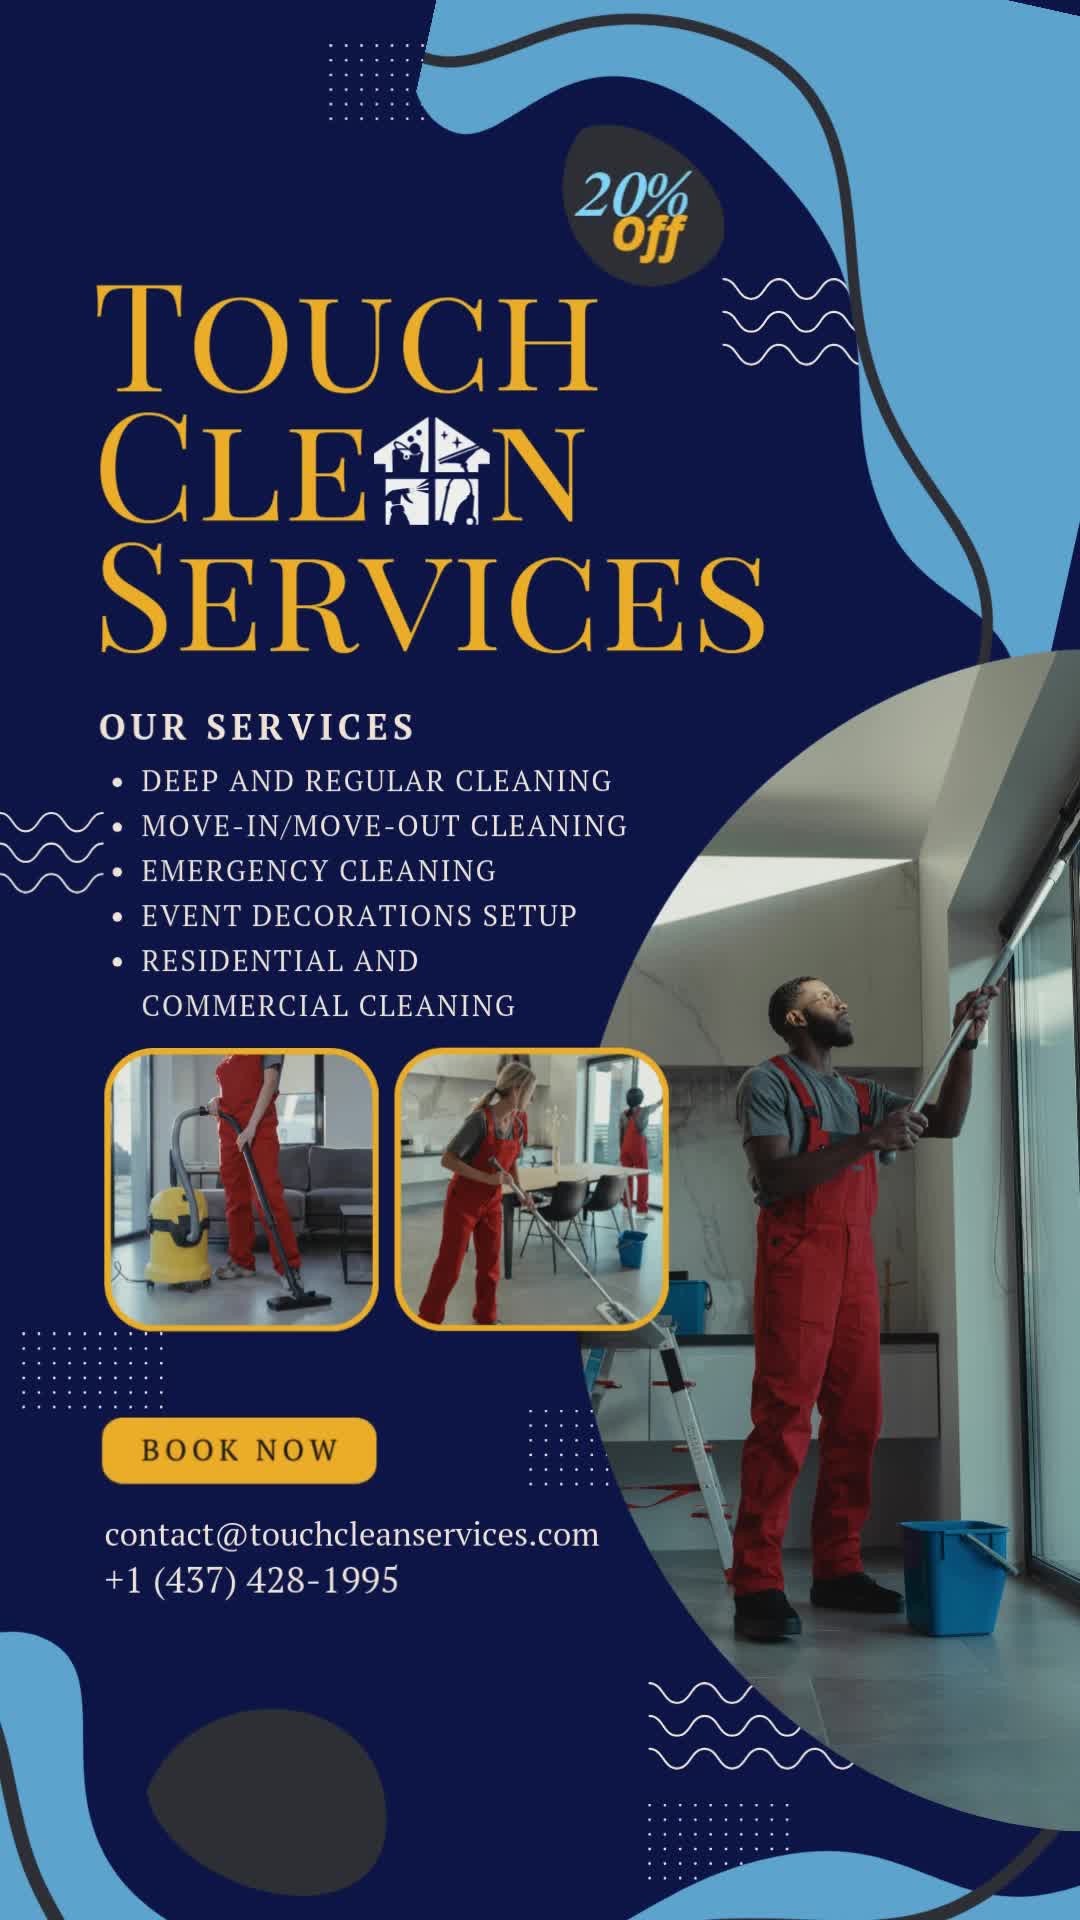 20%
Off
TOUCH
CLEAN
SERVICES
OUR SERVICES
• DEEP AND REGULAR CLEANING
• MOVE-IN/MOVE-OUT CLEANING
• EMERGENCY CLEANING
• EVENT DECORATIONS SETUP
• RESIDENTIAL AND
COMMERCIAL CLEANING
BOOK NOW
contact@touchcleanservices.com
+1 (437) 428-1995